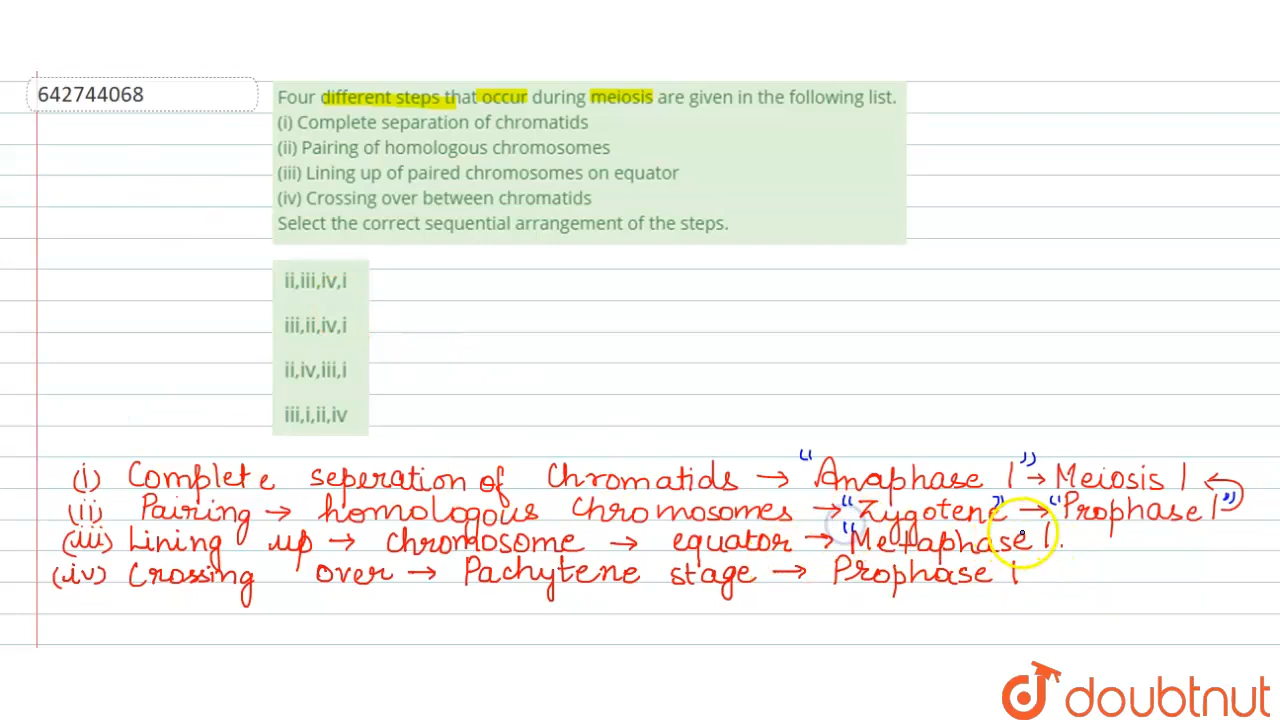 642744068
Four different steps that occur during meiosis are given in the following list.
(i) Complete separation of chromatids
(ii) Pairing of homologous chromosomes
(iii) Lining up of paired chromosomes on equator
(iv) Crossing over between chromatids
Select the correct sequential arrangement of the steps.
ii,iii,iv,i
iii,ii,iv,i
ii,iv,iii,i
iii,i,ii,iv
(i) Complete seperation of Chromatids → "Anaphase I" → Meiosis I
(ii) Pairing → homologous Chromosomes → "Zygotene" → "Prophase I"
(iii) Lining up → chromosome → equator → "Metaphase I.
(iv) Crossing over → Pachytene stage → Prophase I
doubtnut